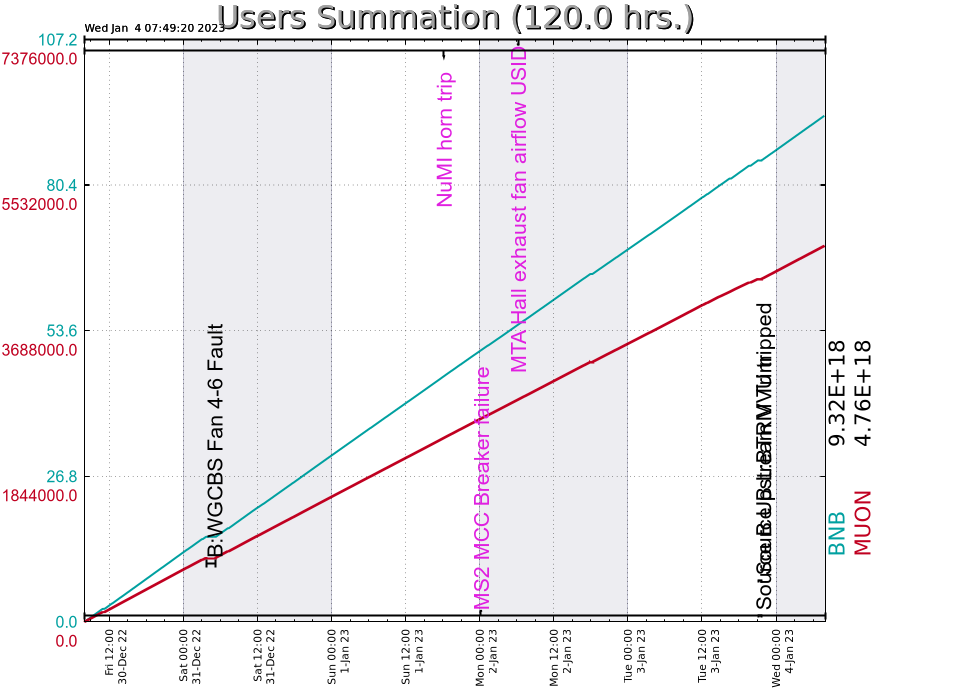 Users Summation (120.0 hrs.)
Wed Jan 4 07:49:20 2023
107.2
7376000.0
80.4
5532000.0
53.6
3688000.0
26.8
1844000.0
0.0
0.0
IB:WGCBS Fan 4-6 Fault
NuMI horn trip
MS2 MCC Breaker failure
MTA Hall exhaust fan airflow USID
"Source
tripped
BNB 9.32E+18
MUON 4.76E+18
Fri 12:00
30-Dec 22
Sat 00:00
31-Dec 22
Sat 12:00
31-Dec 22
Sun 00:00
1-Jan 23
Sun 12:00
1-Jan 23
Mon 00:00
2-Jan 23
Mon 12:00
2-Jan 23
Tue 00:00
3-Jan 23
Tue 12:00
3-Jan 23
Wed 00:00
4-Jan 23